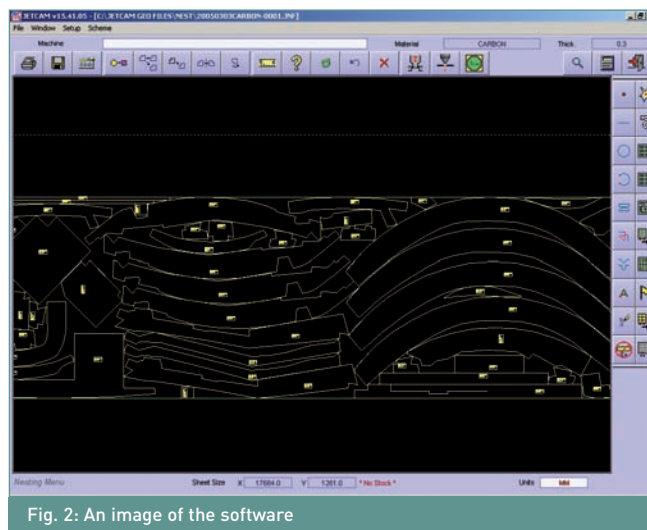 JETCAM v15.41.05 - [C:\JETCAM GEO FILES\NEST\20050303CARBON-0001.JNF]
File Window Setup Scheme
Machine Material CARBON Thick. 0.3
A
Nesting Menu Sheet Size X 17684.0 Y 1261.0 * No Stock * Units MM
Fig. 2: An image of the software